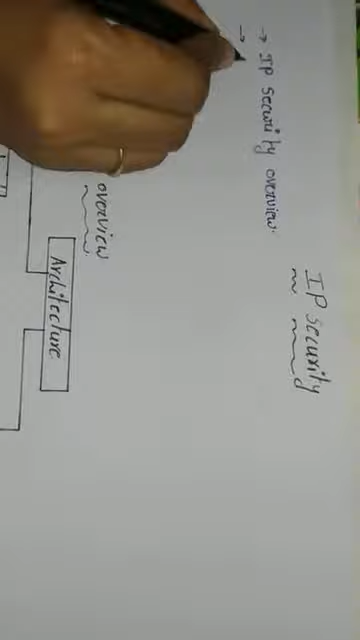 IP security
→ IP security overview.
→
overview
Architecture